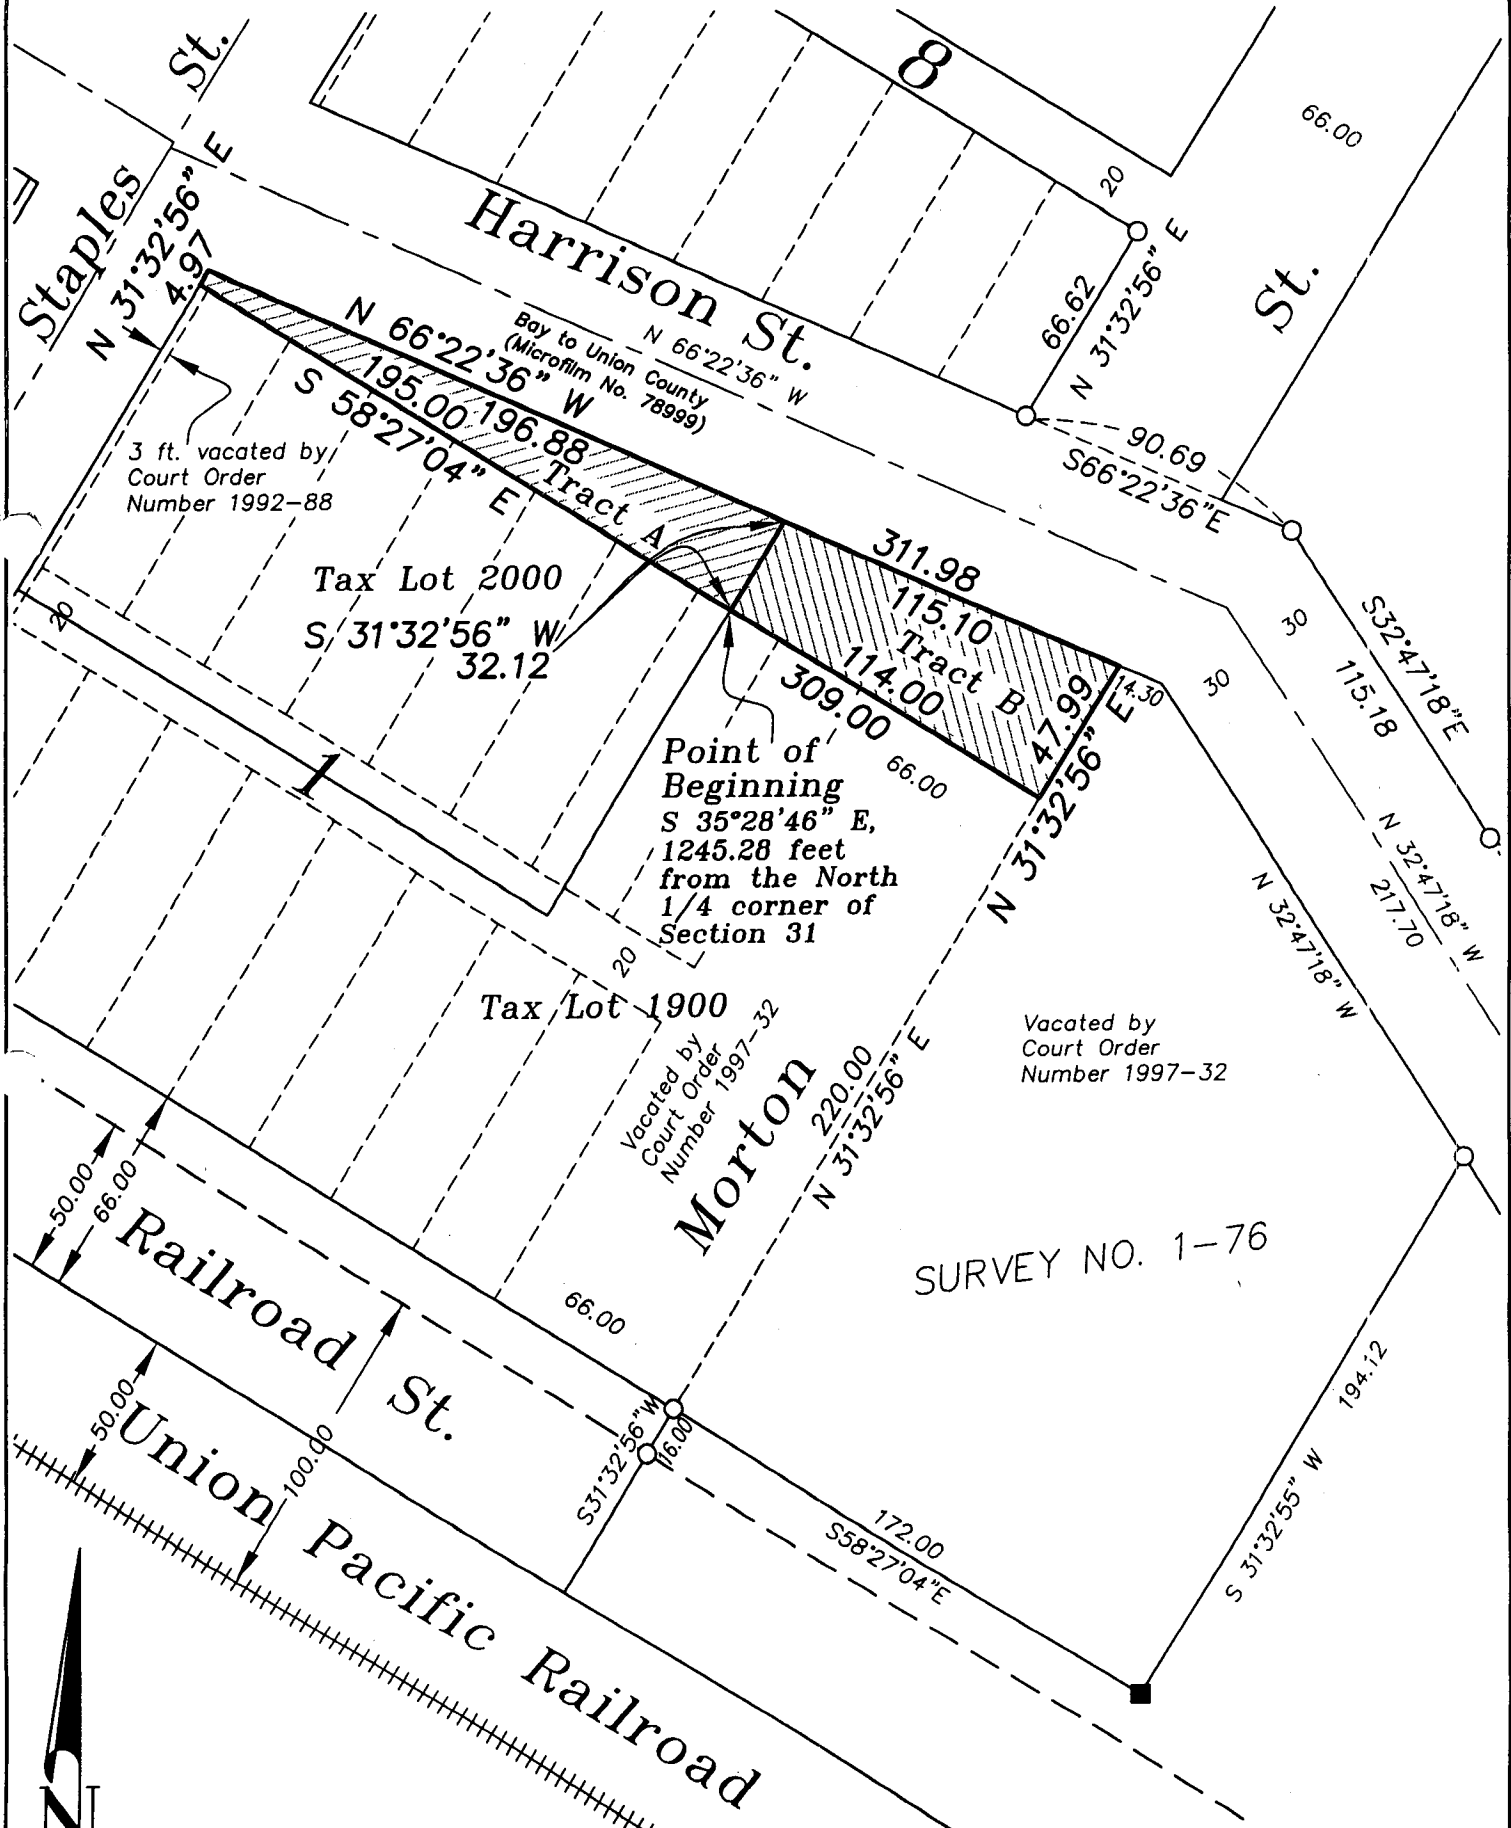 St.
8
66.00
20
Staples
N 31°32'56" E
4.97
Harrison St.
N 66°22'36" W
Bay to Union County
(Microfilm No. 78999)
66.62
N 31°32'56" E
St.
N 66°22'36" W
195.00
196.88
S 58°27'04" E
90.69
S66°22'36"E
3 ft. vacated by
Court Order
Number 1992-88
Tract A
311.98
115.10
Tract B
Tax Lot 2000
20
S 31°32'56" W
32.12
114.00
309.00
47.99
14.30
N 31°32'56" E
30
30
S32°47'18"E
115.18
1
66.00
Point of
Beginning
S 35°28'46" E,
1245.28 feet
from the North
1/4 corner of
Section 31
N 32°47'18" W
217.70
N 32°47'18" W
20
Tax Lot 1900
Vacated by
Court Order
Number 1997-32
Morton
220.00
N 31°32'56" E
Vacated by
Court Order
Number 1997-32
50.00
66.00
Railroad St.
SURVEY NO. 1-76
66.00
50.00
100.00
S31°32'56"W
16.00
194.12
S 31°32'55" W
172.00
S58°27'04"E
Union Pacific Railroad
N